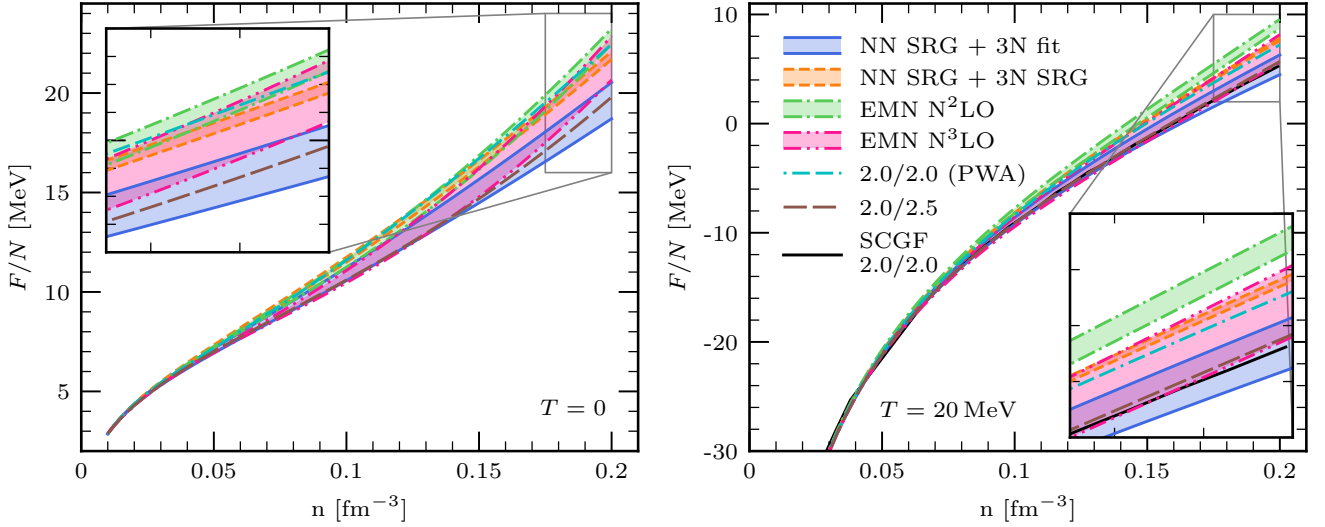 20
15
10
5
F/N [MeV]
T = 0
0
0.05
0.1
0.15
0.2
n [fm⁻³]
10
0
-10
-20
-30
F/N [MeV]
NN SRG + 3N fit
NN SRG + 3N SRG
EMN N²LO
EMN N³LO
2.0/2.0 (PWA)
2.0/2.5
SCGF
2.0/2.0
T = 20 MeV
0
0.05
0.1
0.15
0.2
n [fm⁻³]